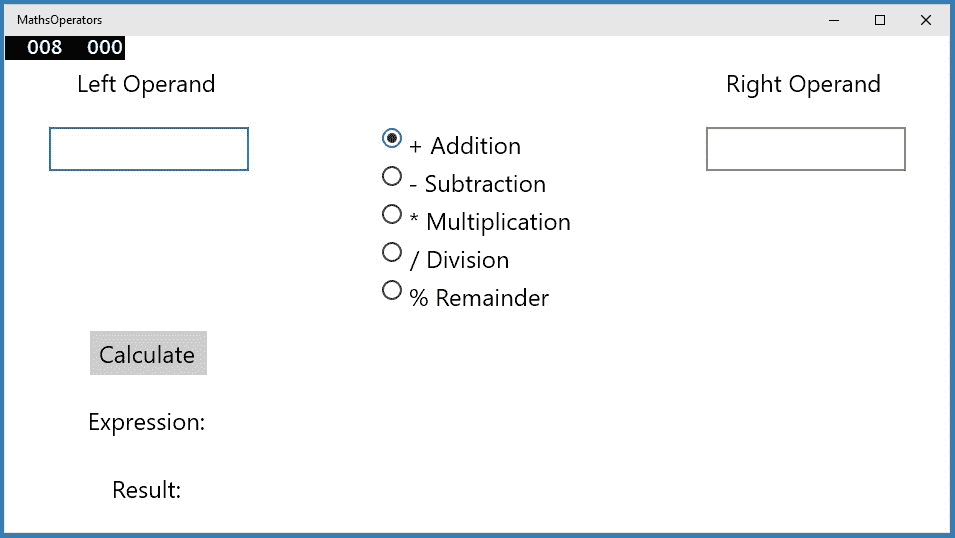 MathsOperators
008 000
Left Operand
Right Operand
+ Addition
- Subtraction
* Multiplication
/ Division
% Remainder
Calculate
Expression:
Result: